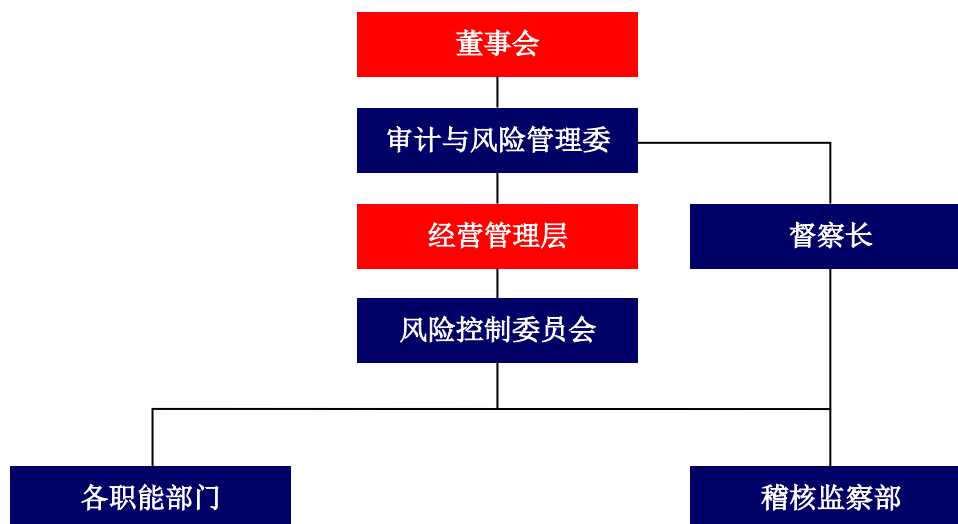 董事会
审计与风险管理委
经营管理层
督察长
风险控制委员会
各职能部门
稽核监察部